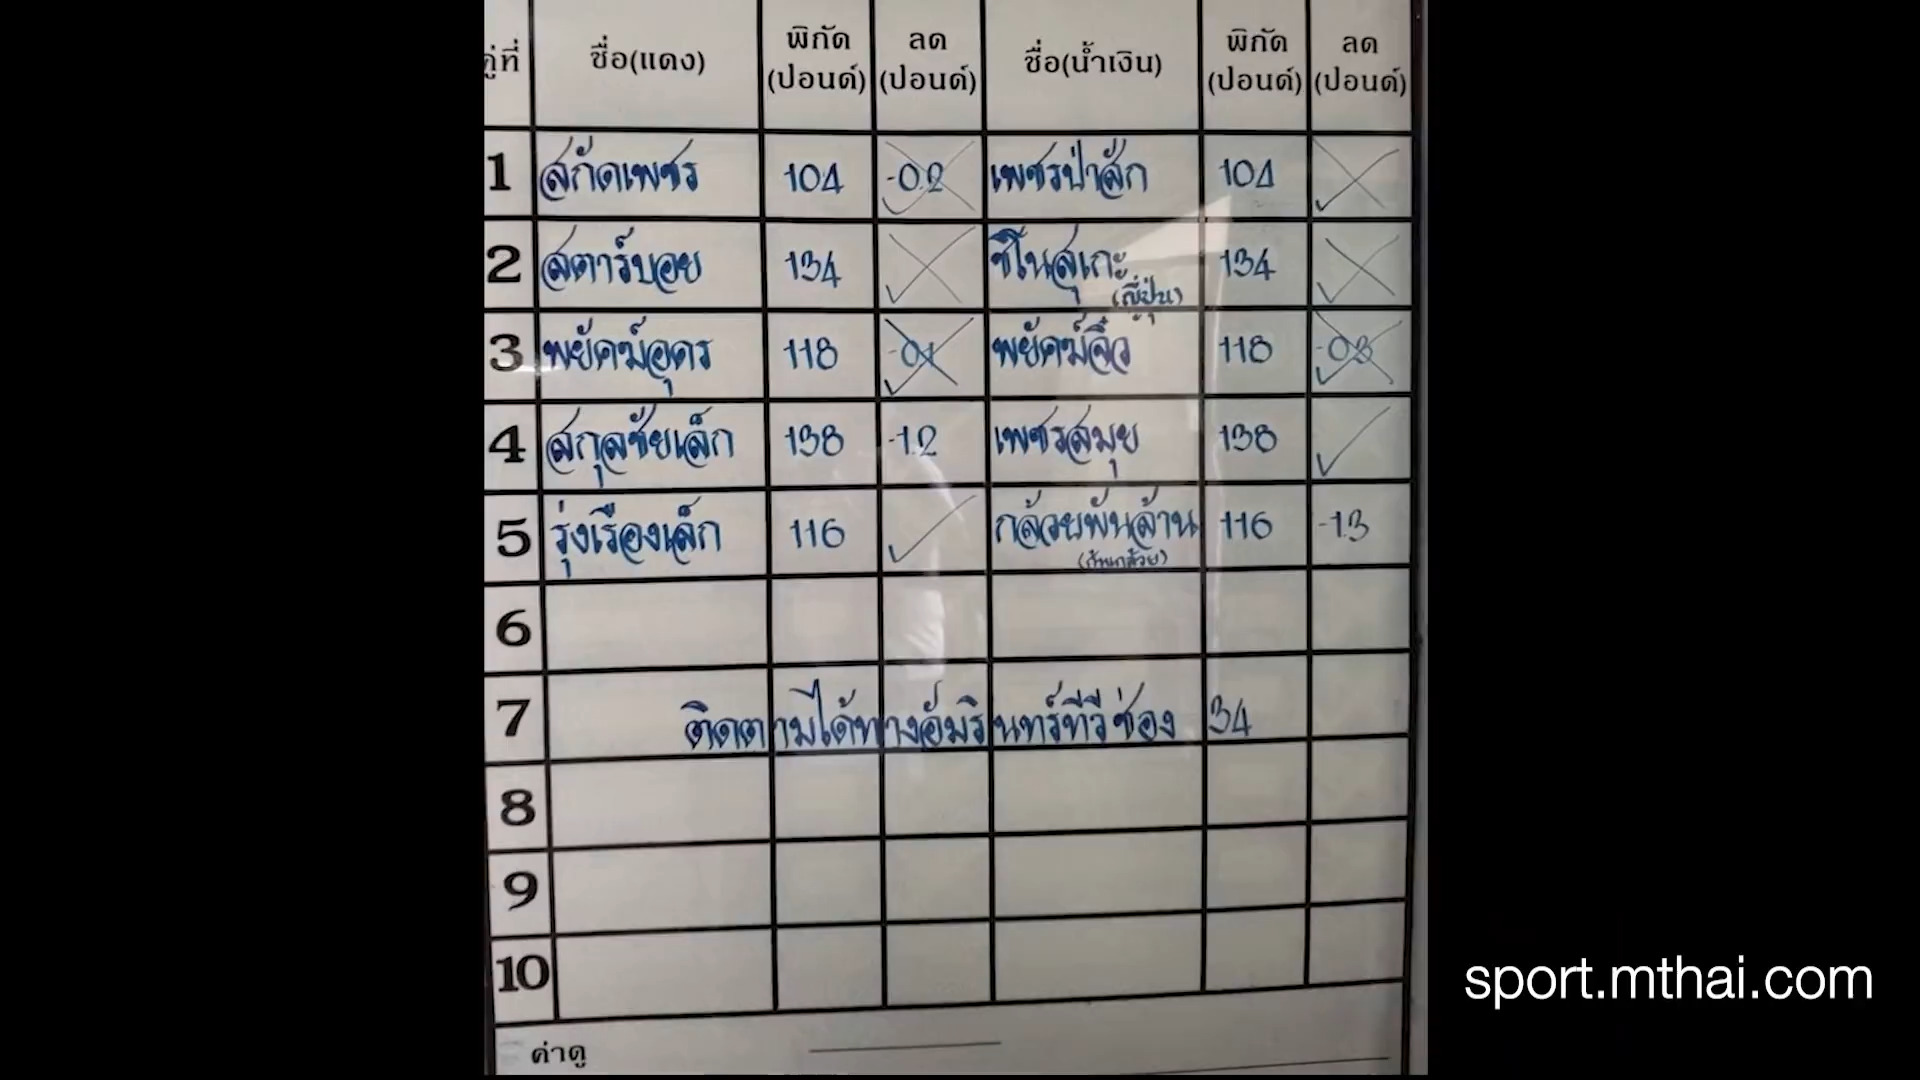 คู่ที่ ชื่อ(แดง) พิกัด (ปอนด์) ลด (ปอนด์) ชื่อ(น้ำเงิน) พิกัด (ปอนด์) ลด (ปอนด์)
1 สกัดเพชร 104 -0.2 เพชรป่าสัก 104
2 สตาร์บอย 134 ชิโนสุเกะ (ญี่ปุ่น) 134
3 พยัคฆ์อุดร 118 -0.1 พยัคฆ์จิ๋ว 118 -0.3
4 สกุลชัยเล็ก 138 -1.2 เพชรสมุย 138
5 รุ่งเรืองเล็ก 116 กล้วยพันล้าน 116 -1.3
6
7 ติดตามได้ทางอัมรินทร์ทีวี ช่อง 34
8
9
10
ค่าดู
sport.mthai.com